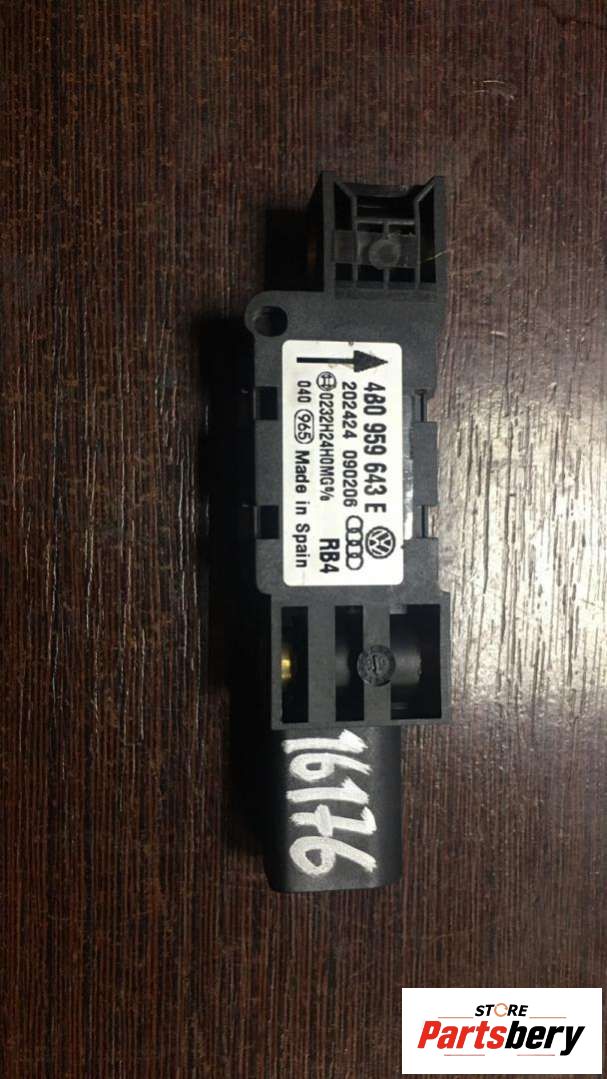 4B0 959 643 E
202424 090206 RB4
0232H24H0MG%
040 965 Made in Spain
16176
STORE
Partsbery